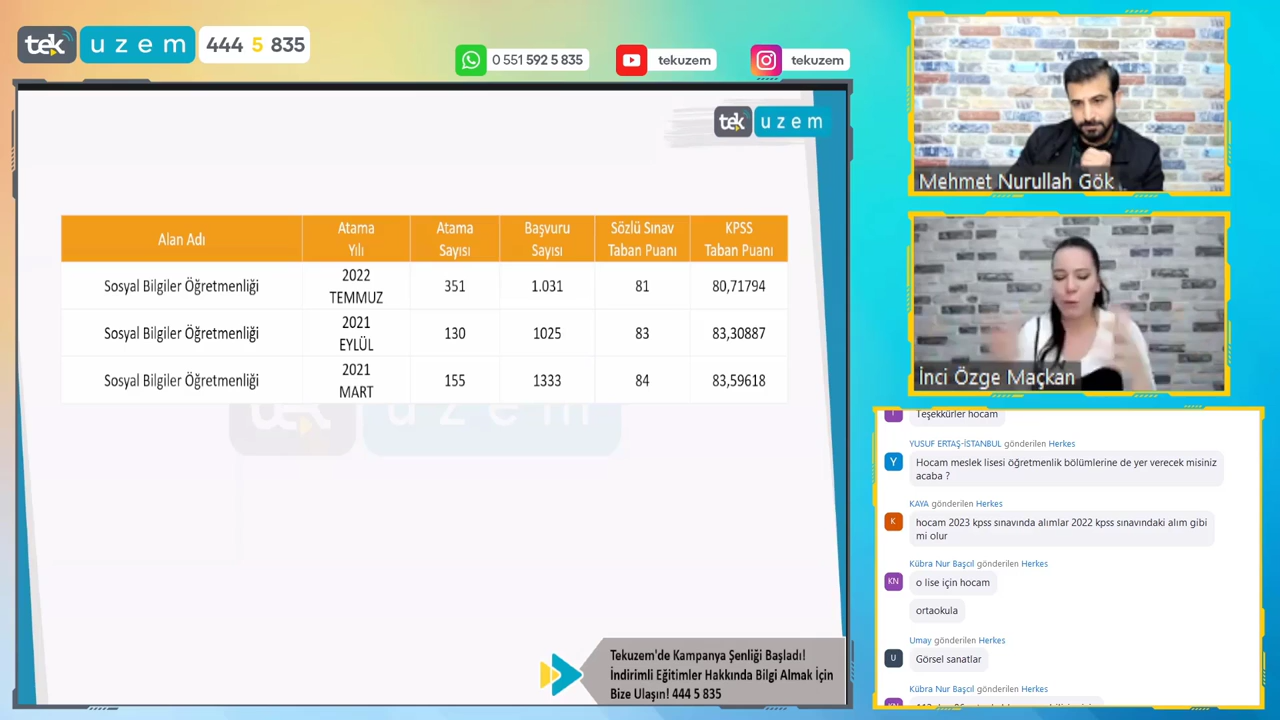 tek uzem 444 5 835
0 551 592 5 835
tekuzem
tekuzem
tek uzem
Alan Adı
Atama Yılı
Atama Sayısı
Başvuru Sayısı
Sözlü Sınav Taban Puanı
KPSS Taban Puanı
Sosyal Bilgiler Öğretmenliği 2022 TEMMUZ 351 1.031 81 80,71794
Sosyal Bilgiler Öğretmenliği 2021 EYLÜL 130 1025 83 83,30887
Sosyal Bilgiler Öğretmenliği 2021 MART 155 1333 84 83,59618
tek uzem
Tekuzem'de Kampanya Şenliği Başladı!
İndirimli Eğitimler Hakkında Bilgi Almak İçin
Bize Ulaşın! 444 5 835
Mehmet Nurullah Gök
İnci Özge Maçkan
Teşekkürler hocam
YUSUF ERTAŞ-İSTANBUL gönderilen Herkes
Y
Hocam meslek lisesi öğretmenlik bölümlerine de yer verecek misiniz
acaba ?
KAYA gönderilen Herkes
K
hocam 2023 kpss sınavında alımlar 2022 kpss sınavındaki alım gibi
mi olur
Kübra Nur Başcıl gönderilen Herkes
KN
o lise için hocam
ortaokula
Umay gönderilen Herkes
U
Görsel sanatlar
Kübra Nur Başcıl gönderilen Herkes